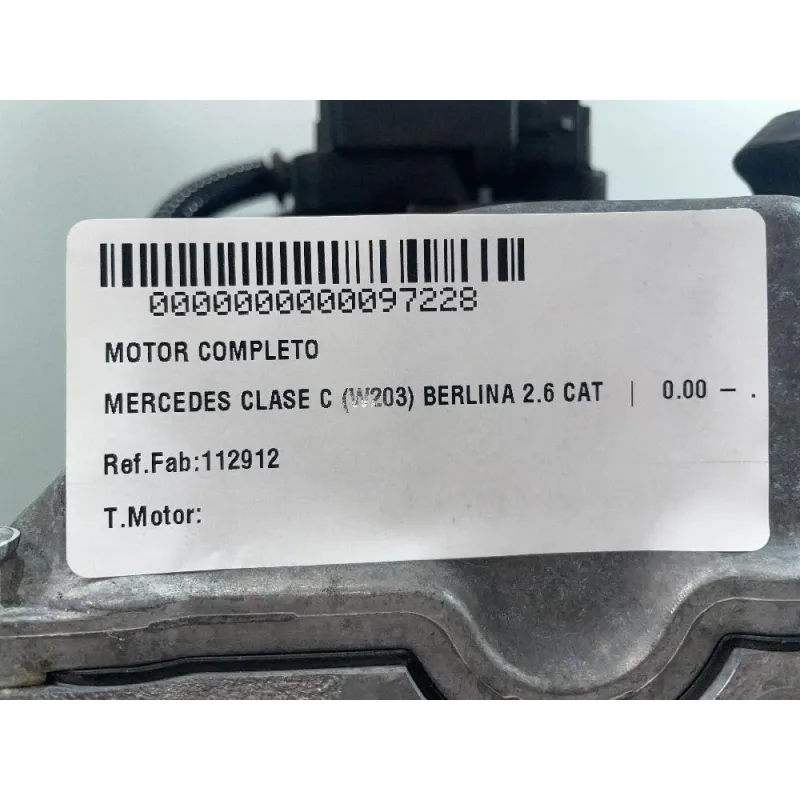 0000000000097228
MOTOR COMPLETO
MERCEDES CLASE C (W203) BERLINA 2.6 CAT | 0.00 - .
Ref.Fab:112912
T.Motor: